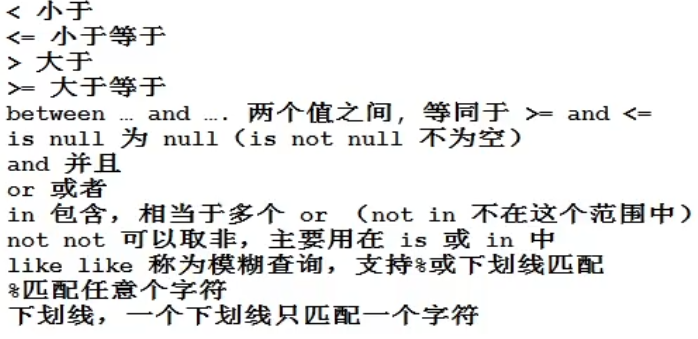 < 小于
<= 小于等于
> 大于
>= 大于等于
between … and …. 两个值之间, 等同于 >= and <=
is null 为 null（is not null 不为空）
and 并且
or 或者
in 包含，相当于多个 or （not in 不在这个范围中）
not not 可以取非，主要用在 is 或 in 中
like like 称为模糊查询，支持%或下划线匹配
%匹配任意个字符
下划线，一个下划线只匹配一个字符